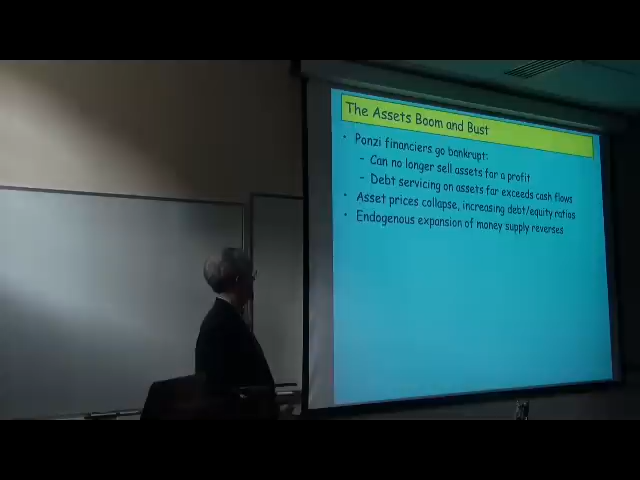 The Assets Boom and Bust
• Ponzi financiers go bankrupt:
– Can no longer sell assets for a profit
– Debt servicing on assets far exceeds cash flows
• Asset prices collapse, increasing debt/equity ratios
• Endogenous expansion of money supply reverses